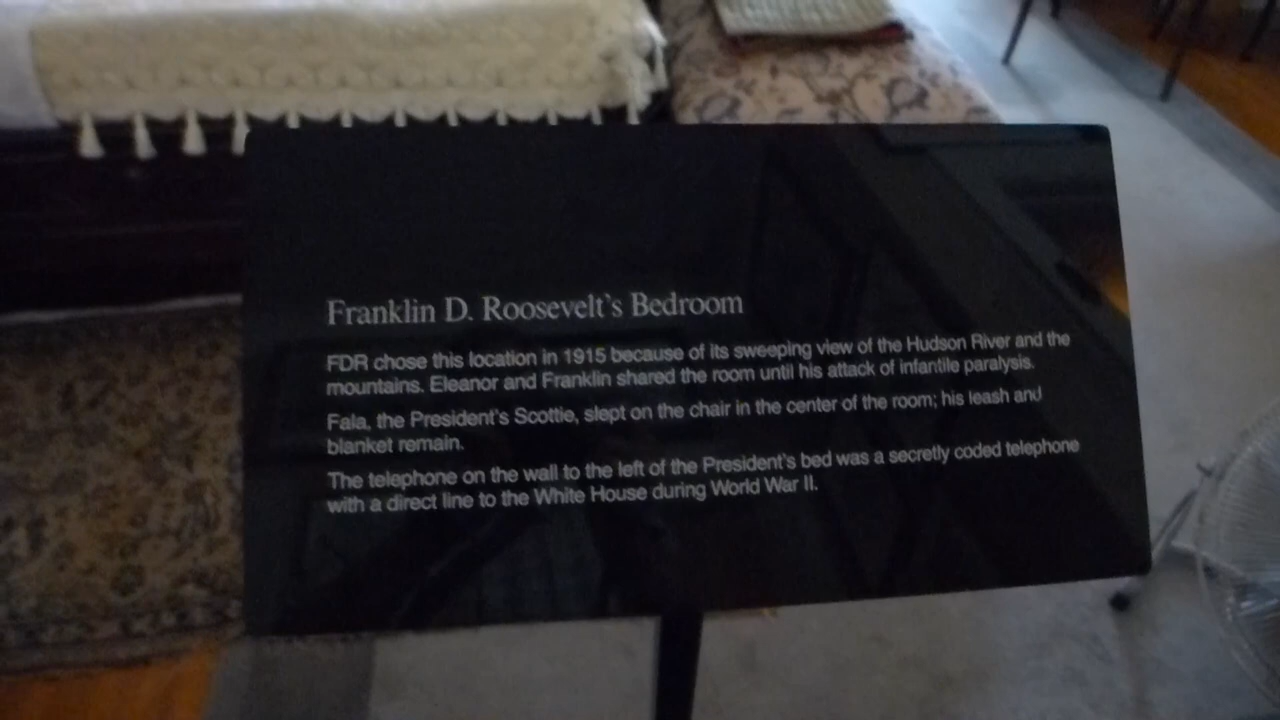 Franklin D. Roosevelt's Bedroom
FDR chose this location in 1915 because of its sweeping view of the Hudson River and the
mountains. Eleanor and Franklin shared the room until his attack of infantile paralysis.
Fala, the President's Scottie, slept on the chair in the center of the room; his leash and
blanket remain.
The telephone on the wall to the left of the President's bed was a secretly coded telephone
with a direct line to the White House during World War II.